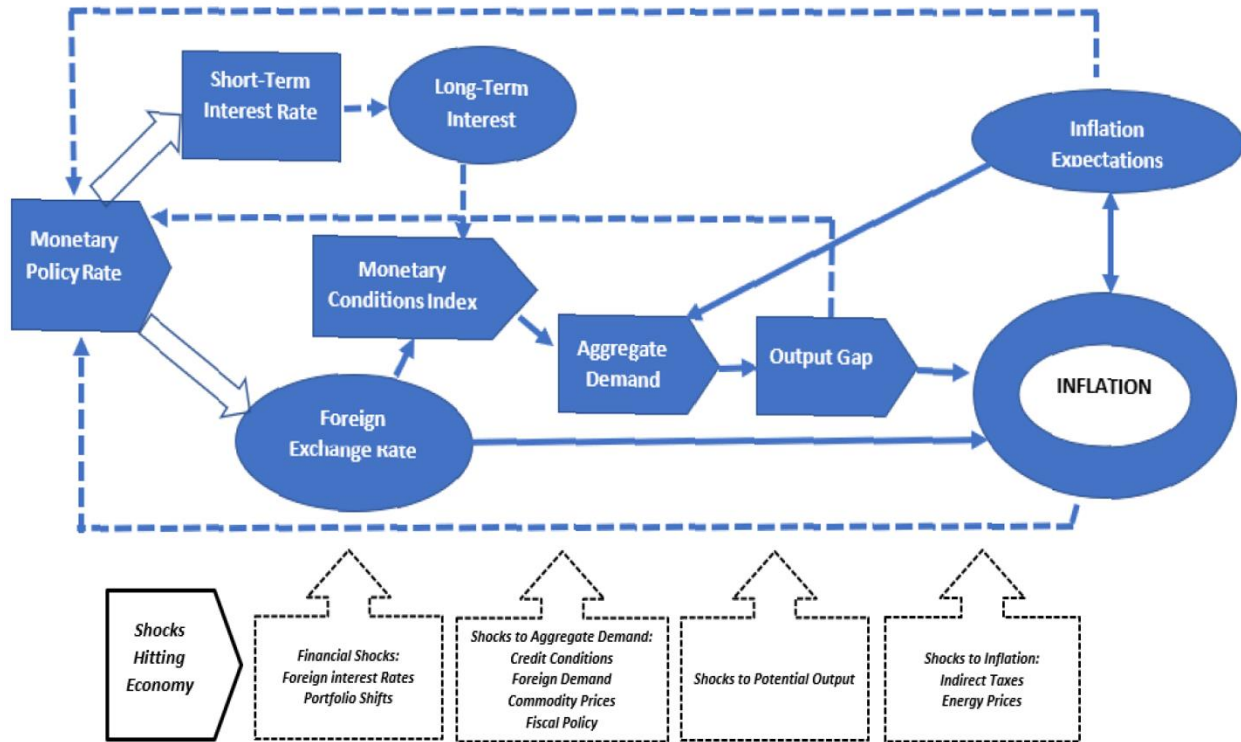 Short-Term
Interest Rate
Long-Term
Interest
Inflation
Expectations
Monetary
Policy Rate
Monetary
Conditions Index
Aggregate
Demand
Output Gap
INFLATION
Foreign
Exchange Rate
Shocks
Hitting
Economy
Financial Shocks:
Foreign interest Rates
Portfolio Shifts
Shocks to Aggregate Demand:
Credit Conditions
Foreign Demand
Commodity Prices
Fiscal Policy
Shocks to Potential Output
Shocks to Inflation:
Indirect Taxes
Energy Prices